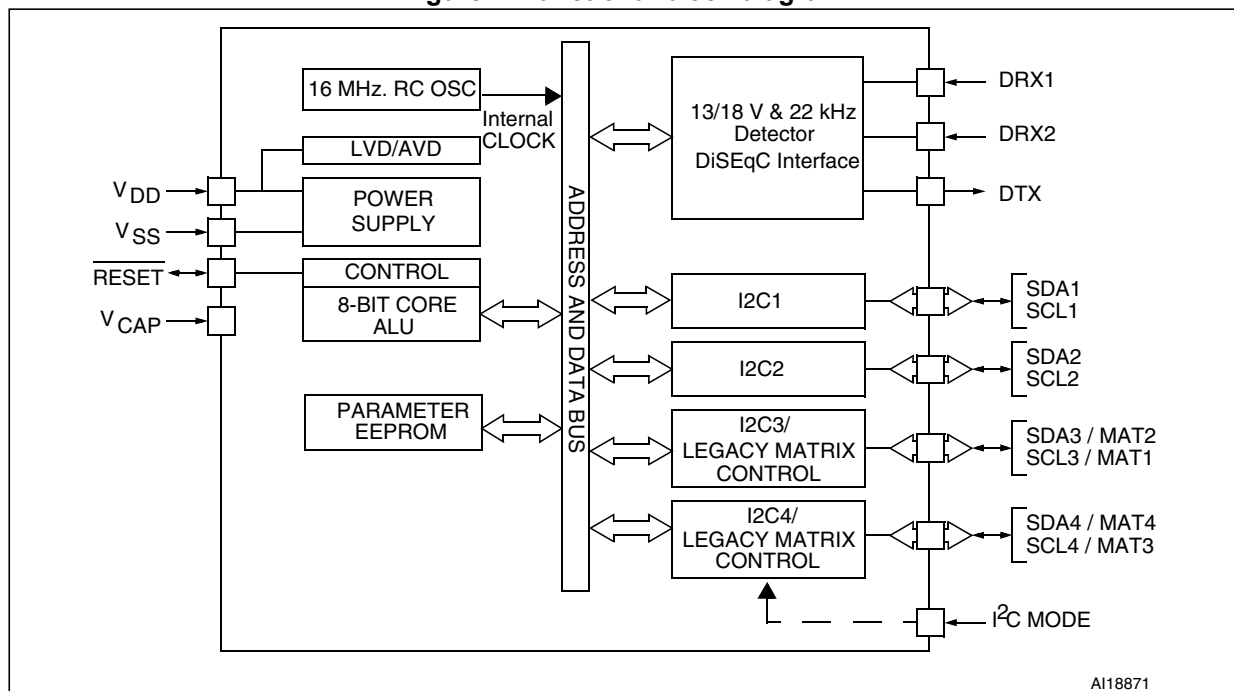 16 MHz. RC OSC
Internal
CLOCK
LVD/AVD
POWER
SUPPLY
CONTROL
8-BIT CORE
ALU
PARAMETER
EEPROM
VDD
VSS
RESET
VCAP
ADDRESS AND DATA BUS
13/18 V & 22 kHz
Detector
DiSEqC Interface
DRX1
DRX2
DTX
I2C1
SDA1
SCL1
I2C2
SDA2
SCL2
I2C3/
LEGACY MATRIX
CONTROL
SDA3 / MAT2
SCL3 / MAT1
I2C4/
LEGACY MATRIX
CONTROL
SDA4 / MAT4
SCL4 / MAT3
I2C MODE
AI18871